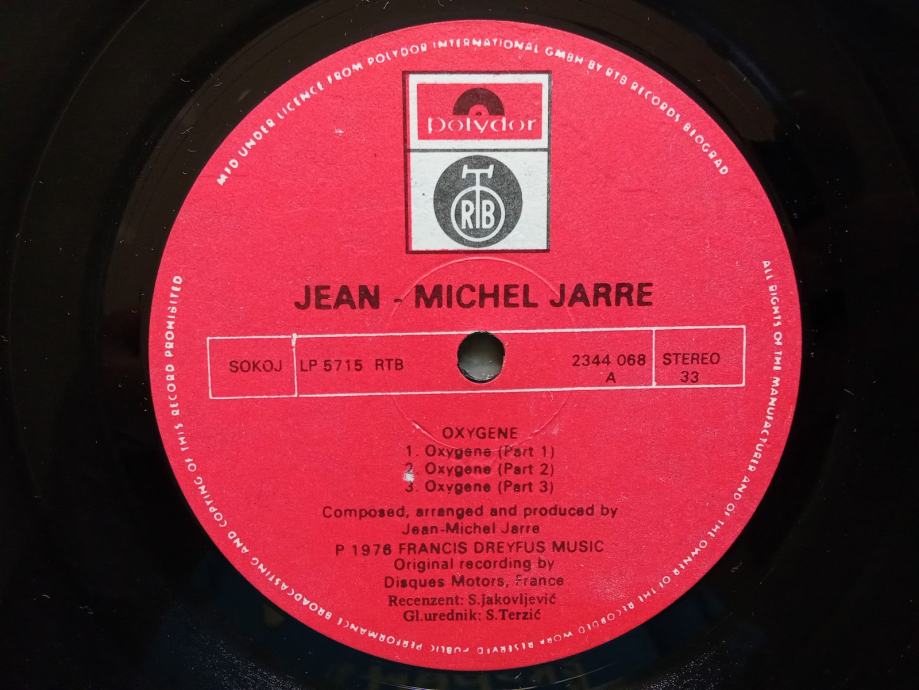 MFD UNDER LICENCE FROM POLYDOR INTERNATIONAL GMBH BY RTB RECORDS BEOGRAD
polydor
RTB
JEAN - MICHEL JARRE
SOKOJ LP 5715 RTB 2344 068 STEREO
A 33
OXYGENE
1. Oxygene (Part 1)
2. Oxygene (Part 2)
3. Oxygene (Part 3)
Composed, arranged and produced by
Jean-Michel Jarre
P 1976 FRANCIS DREYFUS MUSIC
Original recording by
Disques Motors, France
Recenzent: S.Jakovljević
Gl.urednik: S.Terzić
ALL RIGHTS OF THE MANUFACTURER AND OF THE OWNER OF THE RECORDED WORK RESERVED PUBLIC PERFORMANCE BROADCASTING AND COPYING OF THIS RECORD PROHIBITED